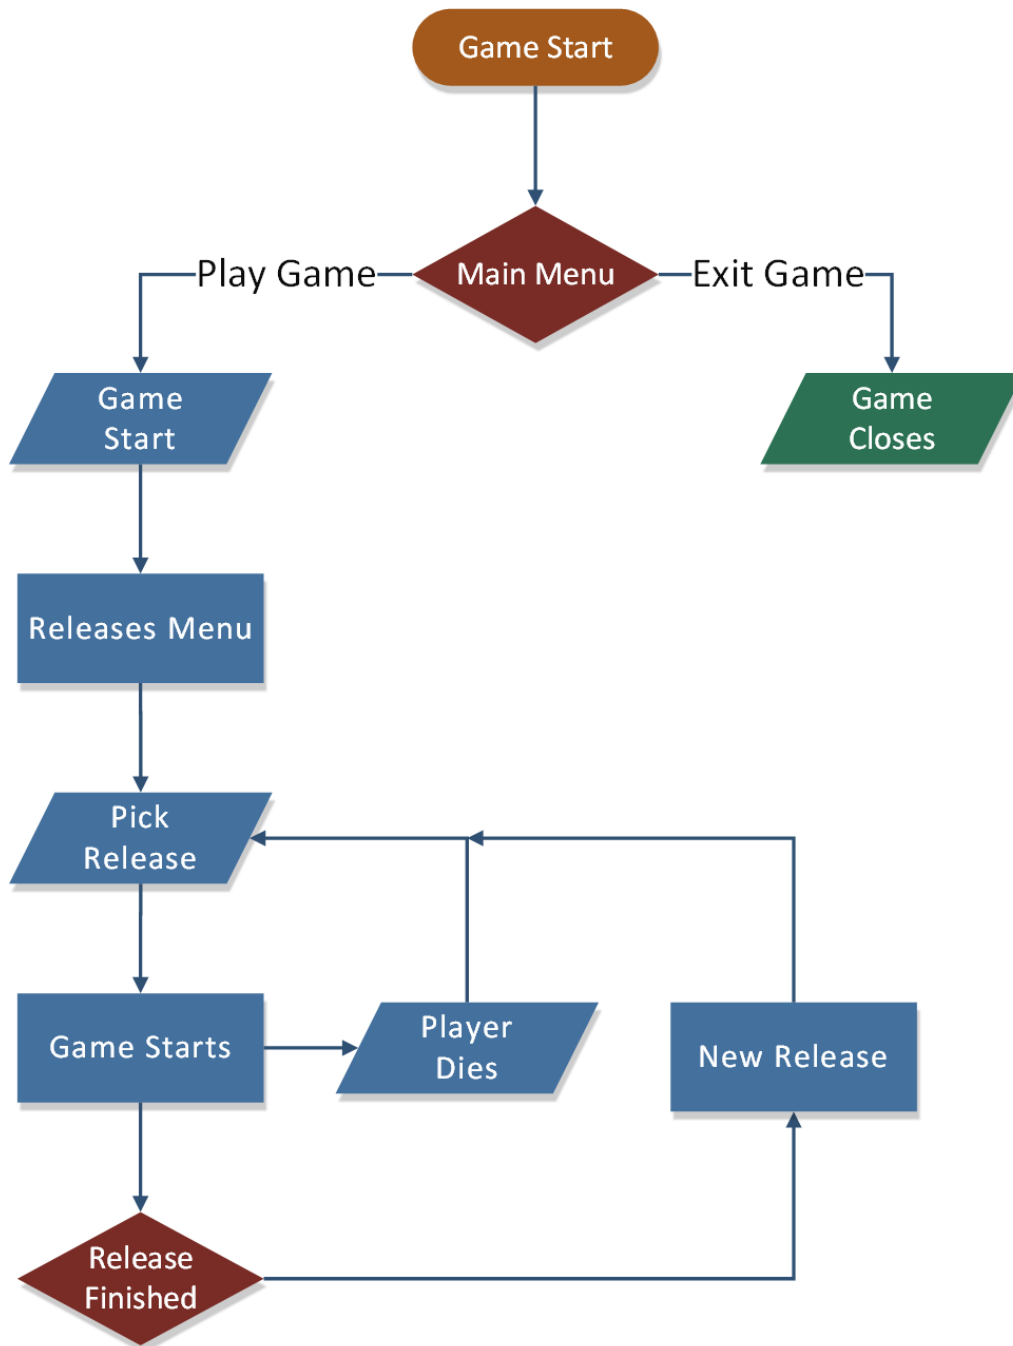 Game Start
Main Menu
Play Game
Exit Game
Game
Start
Game
Closes
Releases Menu
Pick
Release
Game Starts
Player
Dies
New Release
Release
Finished